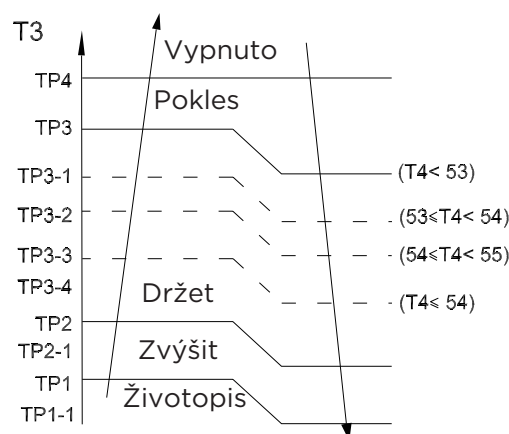 T3
Vypnuto
TP4
Pokles
TP3
TP3-1
(T4< 53)
TP3-2
(53≤T4< 54)
TP3-3
(54≤T4< 55)
TP3-4
Držet
(T4≤ 54)
TP2
TP2-1
Zvýšit
TP1
Životopis
TP1-1